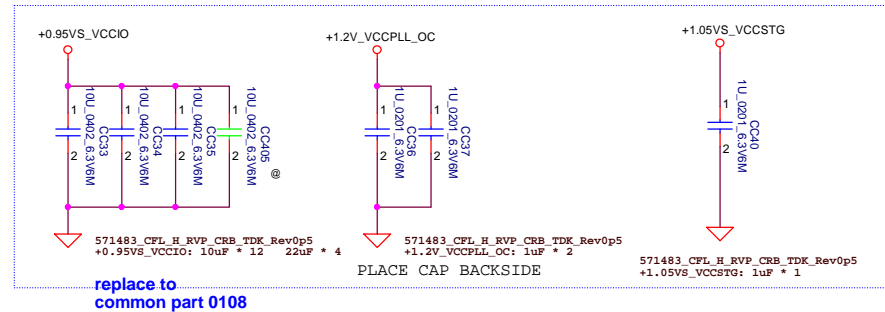 +0.95VS_VCCIO
+1.2V_VCCPLL_OC
+1.05VS_VCCSTG
1
2
CC33
10U_0402_6.3V6M
1
2
CC34
10U_0402_6.3V6M
1
2
CC35
10U_0402_6.3V6M
1
2
CC405
10U_0402_6.3V6M
@
1
2
CC36
1U_0201_6.3V6M
1
2
CC37
1U_0201_6.3V6M
1
2
CC40
1U_0201_6.3V6M
571483_CFL_H_RVP_CRB_TDK_Rev0p5
+0.95VS_VCCIO: 10uF * 12 22uF * 4
571483_CFL_H_RVP_CRB_TDK_Rev0p5
+1.2V_VCCPLL_OC: 1uF * 2
571483_CFL_H_RVP_CRB_TDK_Rev0p5
+1.05VS_VCCSTG: 1uF * 1
PLACE CAP BACKSIDE
replace to
common part 0108